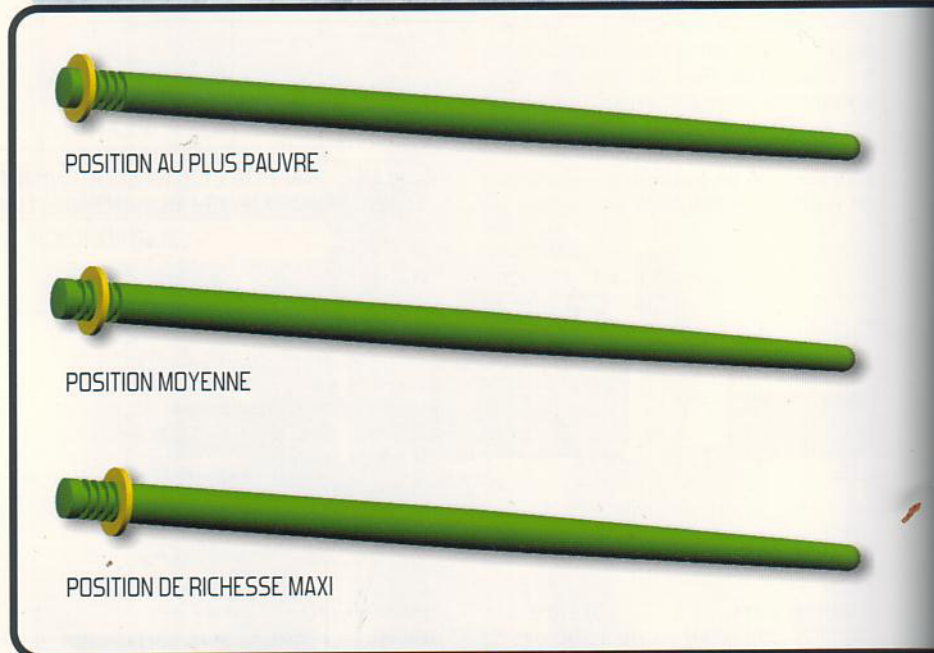 POSITION AU PLUS PAUVRE
POSITION MOYENNE
POSITION DE RICHESSE MAXI